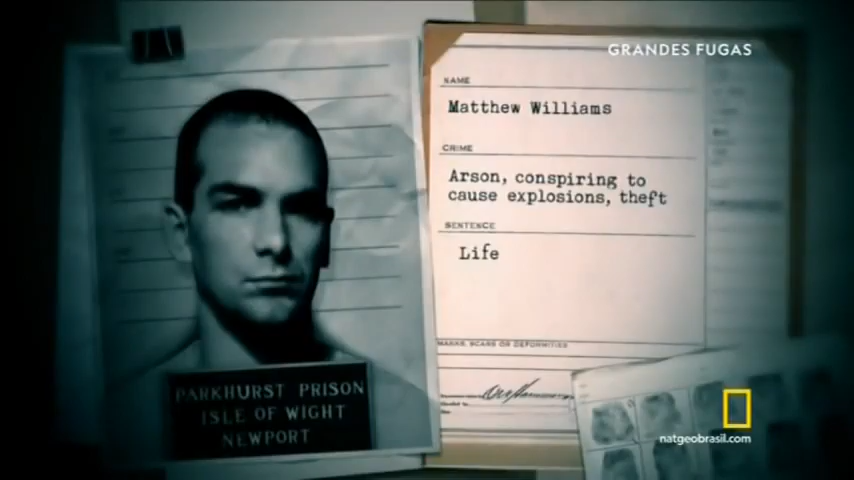 GRANDES FUGAS
NAME
Matthew Williams
CRIME
Arson, conspiring to
cause explosions, theft
SENTENCE
Life
MARKS, SCARS OR DEFORMITIES
PARKHURST PRISON
ISLE OF WIGHT
NEWPORT
natgeobrasil.com